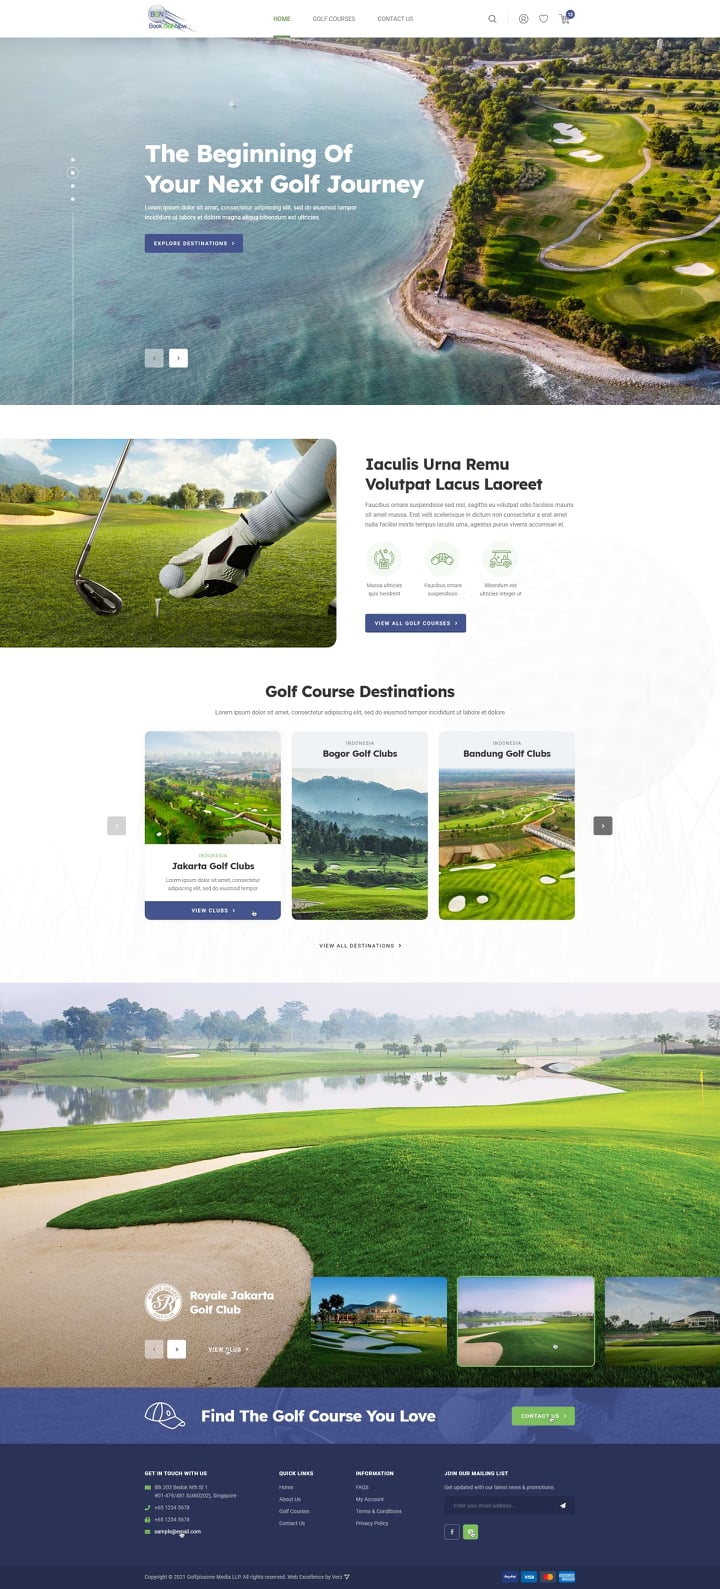 BGN
Book Golf Now
HOME
GOLF COURSES
CONTACT US
12
The Beginning Of
Your Next Golf Journey
Lorem ipsum dolor sit amet, consectetur adipiscing elit, sed do eiusmod tempor
incididunt ut labore et dolore magna aliqua bibendum est ultricies.
EXPLORE DESTINATIONS
Iaculis Urna Remu
Volutpat Lacus Laoreet
Faucibus ornare suspendisse sed nisi, sagittis eu volutpat odio facilisis mauris
sit amet massa. Erat velit scelerisque in dictum non consectetur a erat amet
nulla facilisi morbi tempus iaculis urna, egestas purus viverra accumsan et.
Massa ultricies
quis hendrerit
Faucibus ornare
suspendisse
Bibendum est
ultricies integer ut
VIEW ALL GOLF COURSES
Golf Course Destinations
Lorem ipsum dolor sit amet, consectetur adipiscing elit, sed do eiusmod tempor incididunt ut labore et dolore
INDONESIA
Jakarta Golf Clubs
Lorem ipsum dolor sit amet, consectetur
adipiscing elit, sed do eiusmod tempor
VIEW CLUBS
INDONESIA
Bogor Golf Clubs
INDONESIA
Bandung Golf Clubs
VIEW ALL DESTINATIONS
Royale Jakarta
Golf Club
VIEW CLUB
Find The Golf Course You Love
CONTACT US
GET IN TOUCH WITH US
Blk 203 Bedok Nth St 1
#01-479/481 S(460202), Singapore
+65 1234 5678
+65 1234 5678
sample@email.com
QUICK LINKS
Home
About Us
Golf Courses
Contact Us
INFORMATION
FAQS
My Account
Terms & Conditions
Privacy Policy
JOIN OUR MAILING LIST
Get updated with our latest news & promotions.
Enter your email address...
Copyright © 2021 Golfplusone Media LLP. All rights reserved. Web Excellence by Verz
PayPal
VISA